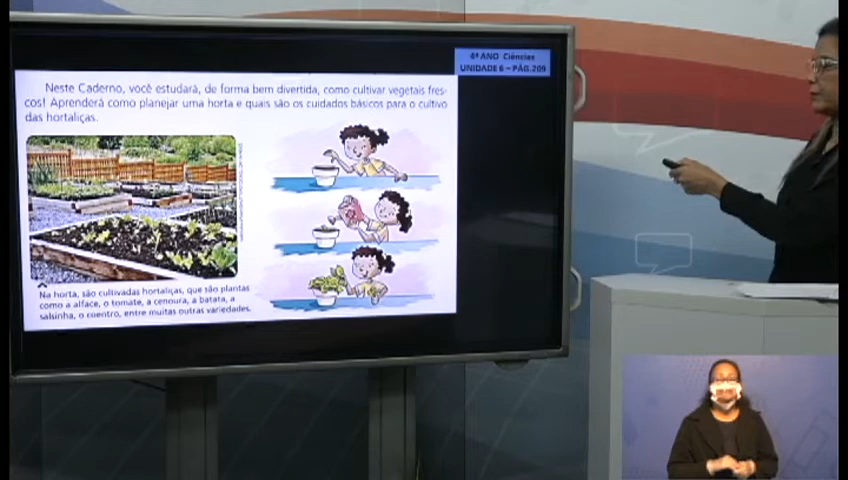 4º ANO Ciências
UNIDADE 6 – PÁG.209
Neste Caderno, você estudará, de forma bem divertida, como cultivar vegetais fres-
cos! Aprenderá como planejar uma horta e quais são os cuidados básicos para o cultivo
das hortaliças.
Na horta, são cultivadas hortaliças, que são plantas
como a alface, o tomate, a cenoura, a batata, a
salsinha, o coentro, entre muitas outras variedades.